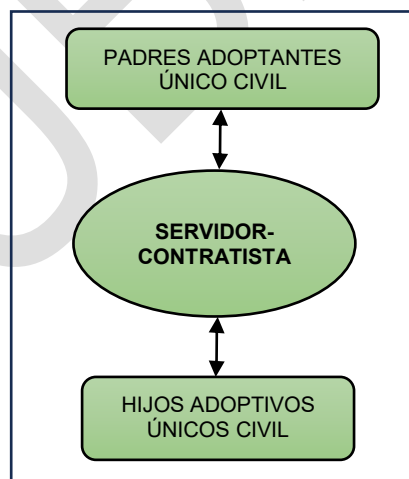 PADRES ADOPTANTES
ÚNICO CIVIL
SERVIDOR-
CONTRATISTA
HIJOS ADOPTIVOS
ÚNICOS CIVIL